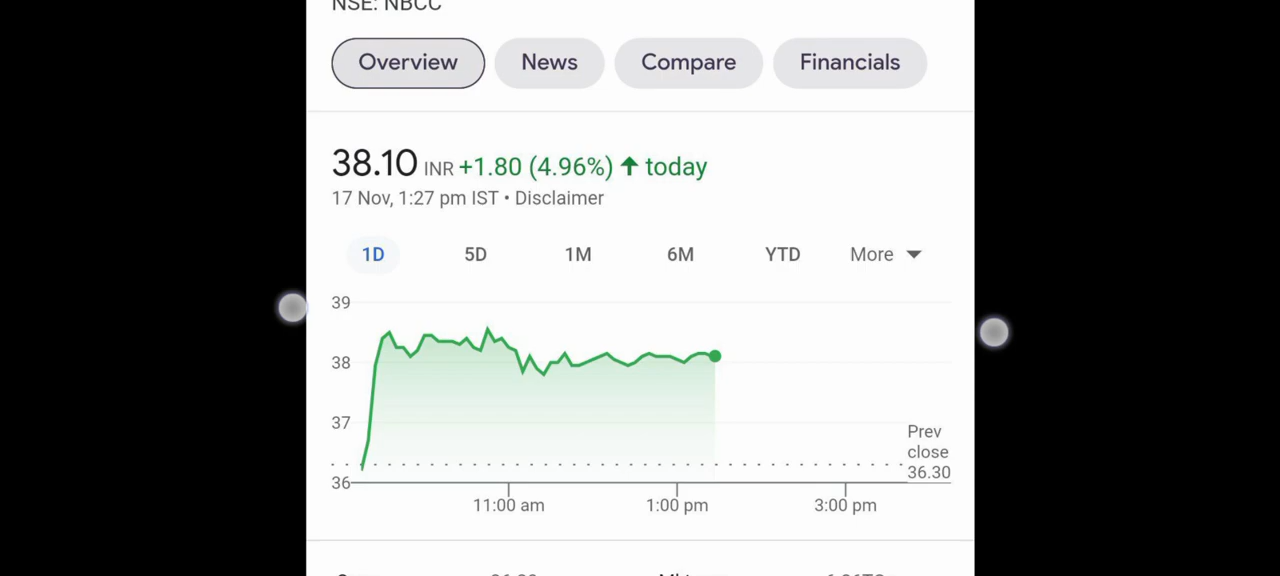 NSE: NBCC
Overview News Compare Financials
38.10 INR +1.80 (4.96%) ↑ today
17 Nov, 1:27 pm IST • Disclaimer
1D 5D 1M 6M YTD More
39
38
37
36
Prev
close
36.30
11:00 am 1:00 pm 3:00 pm